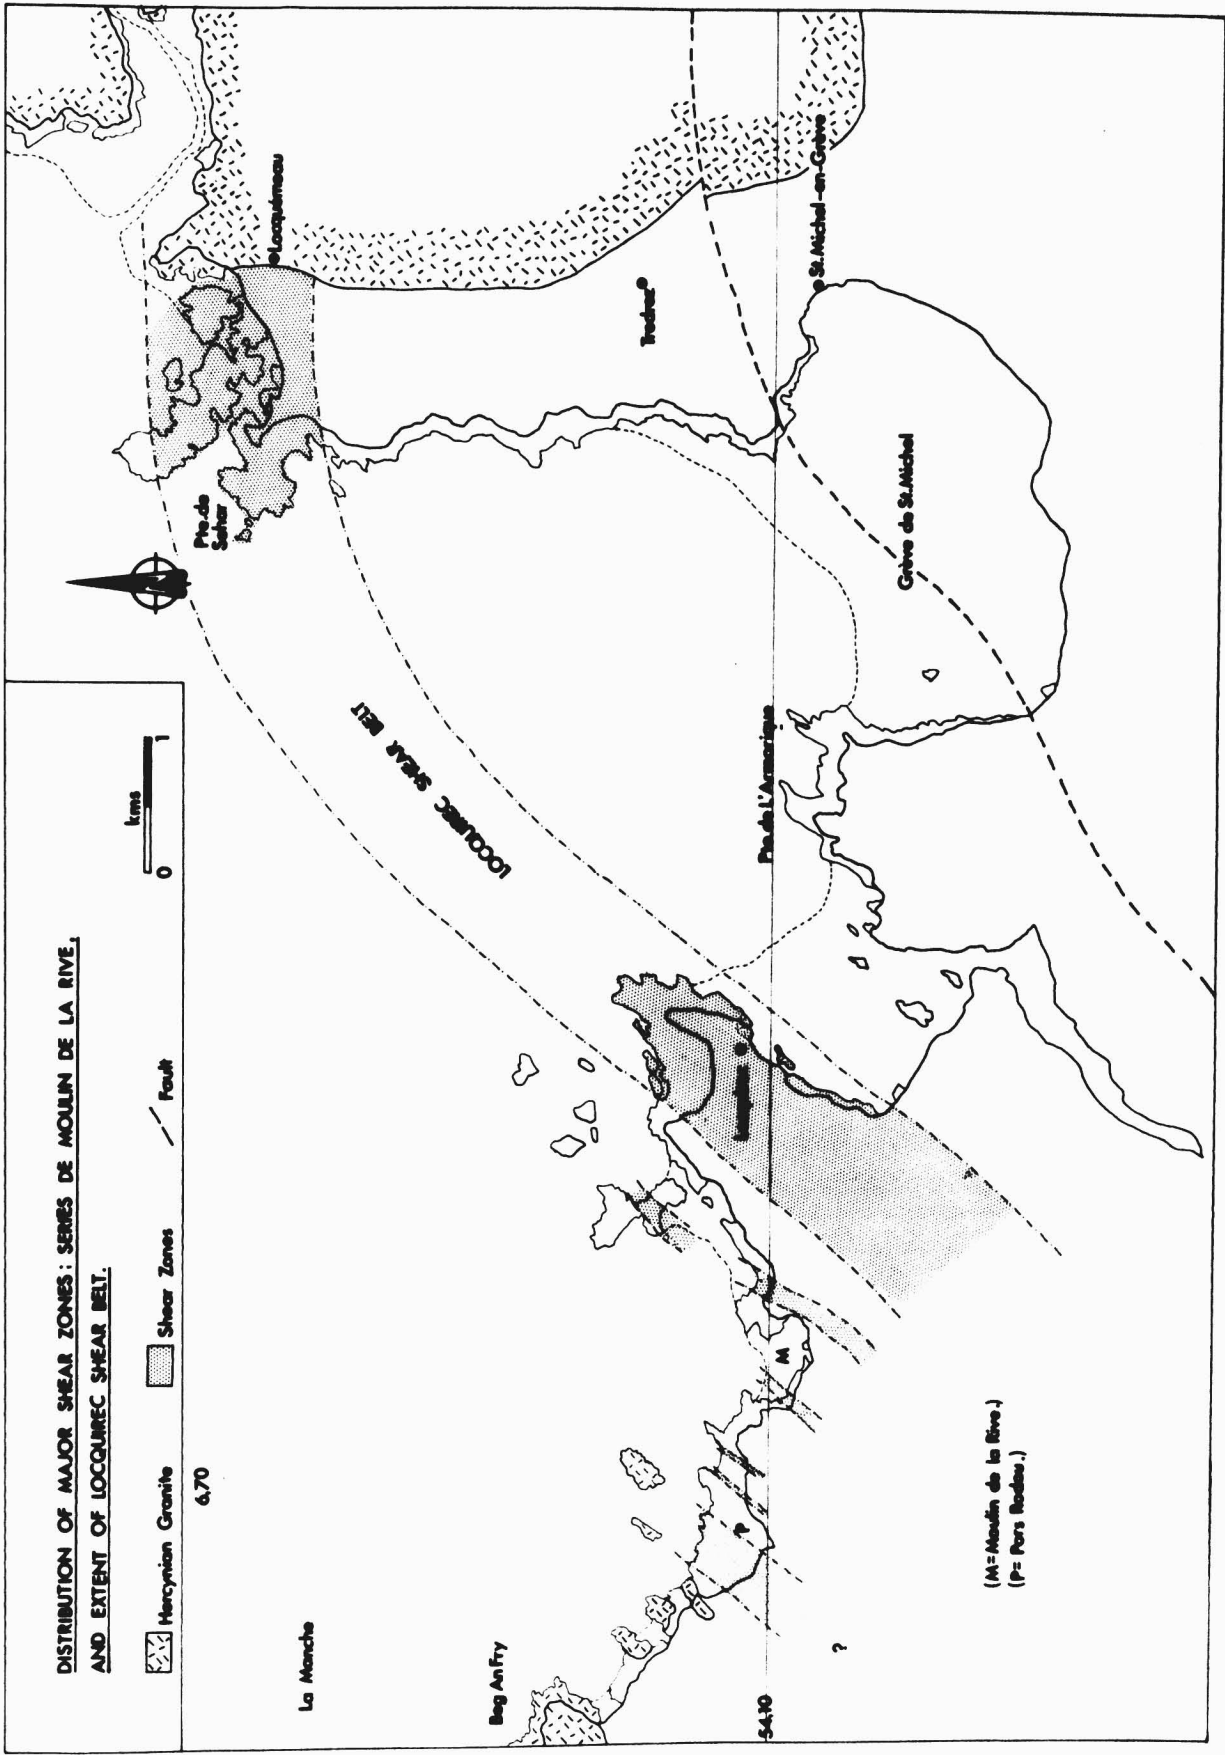 DISTRIBUTION OF MAJOR SHEAR ZONES : SERIES DE MOULIN DE LA RIVE,
AND EXTENT OF LOCQUIREC SHEAR BELT.
Hercynian Granite
Shear Zones
Fault
kms
0 1
6,70
La Manche
Beg An Fry
54,10
?
P
M
(M=Moulin de la Rive.)
(P= Pors Rodou.)
Locquirec
LOCQUIREC SHEAR BELT
Pte.de L'Armorique
Pte.de
Sehar
Grève de St.Michel
Locquémeau
Tredrez
St.Michel-en-Grève